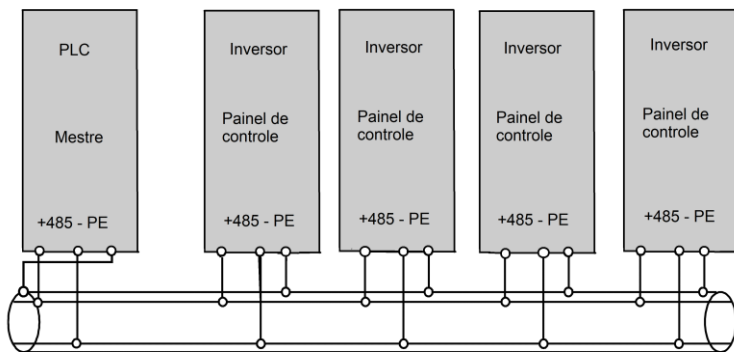 PLC
Mestre
+485 - PE
Inversor
Painel de
controle
+485 - PE
Inversor
Painel de
controle
+485 - PE
Inversor
Painel de
controle
+485 - PE
Inversor
Painel de
controle
+485 - PE